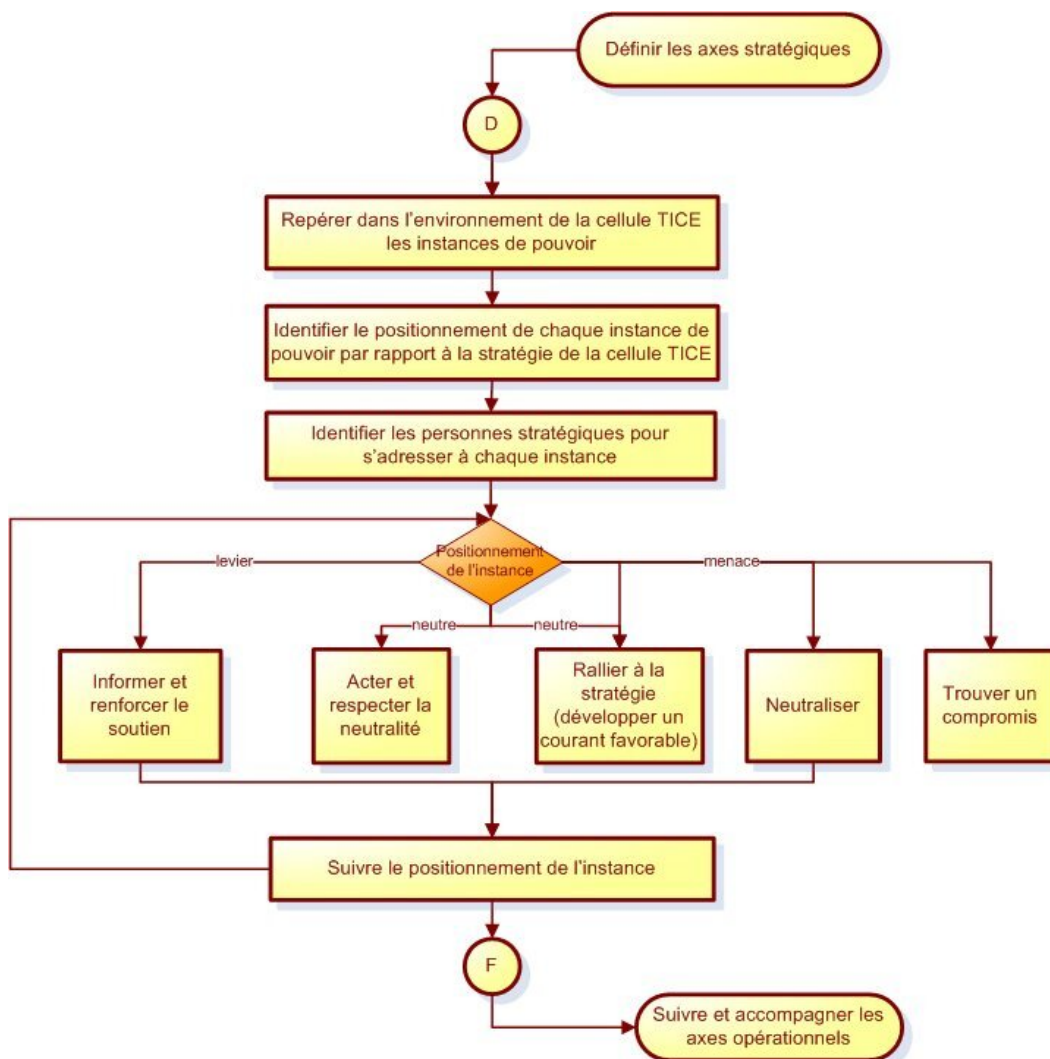 Définir les axes stratégiques
D
Repérer dans l'environnement de la cellule TICE
les instances de pouvoir
Identifier le positionnement de chaque instance de
pouvoir par rapport à la stratégie de la cellule TICE
Identifier les personnes stratégiques pour
s'adresser à chaque instance
Positionnement
de l'instance
levier
menace
neutre
neutre
Informer et
renforcer le
soutien
Acter et
respecter la
neutralité
Rallier à la
stratégie
(développer un
courant favorable)
Neutraliser
Trouver un
compromis
Suivre le positionnement de l'instance
F
Suivre et accompagner les
axes opérationnels